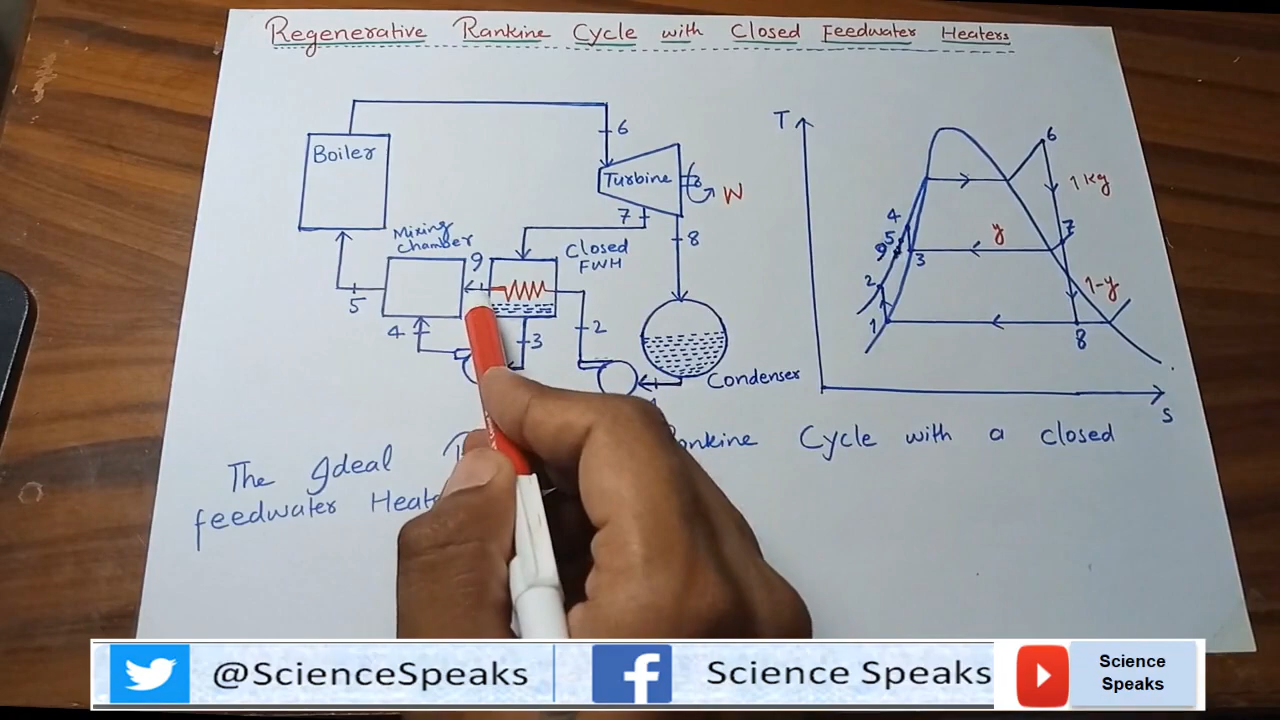 Regenerative Rankine Cycle with Closed Feedwater Heaters
Boiler
6
Turbine
W
7
8
Mixing
chamber
9
Closed
FWH
5
4
3
2
Condenser
T
6
1 kg
4
5
9
3
y
7
2
1-y
1
8
S
The Ideal
Rankine Cycle with a closed
feedwater
@ScienceSpeaks
Science Speaks
Science
Speaks